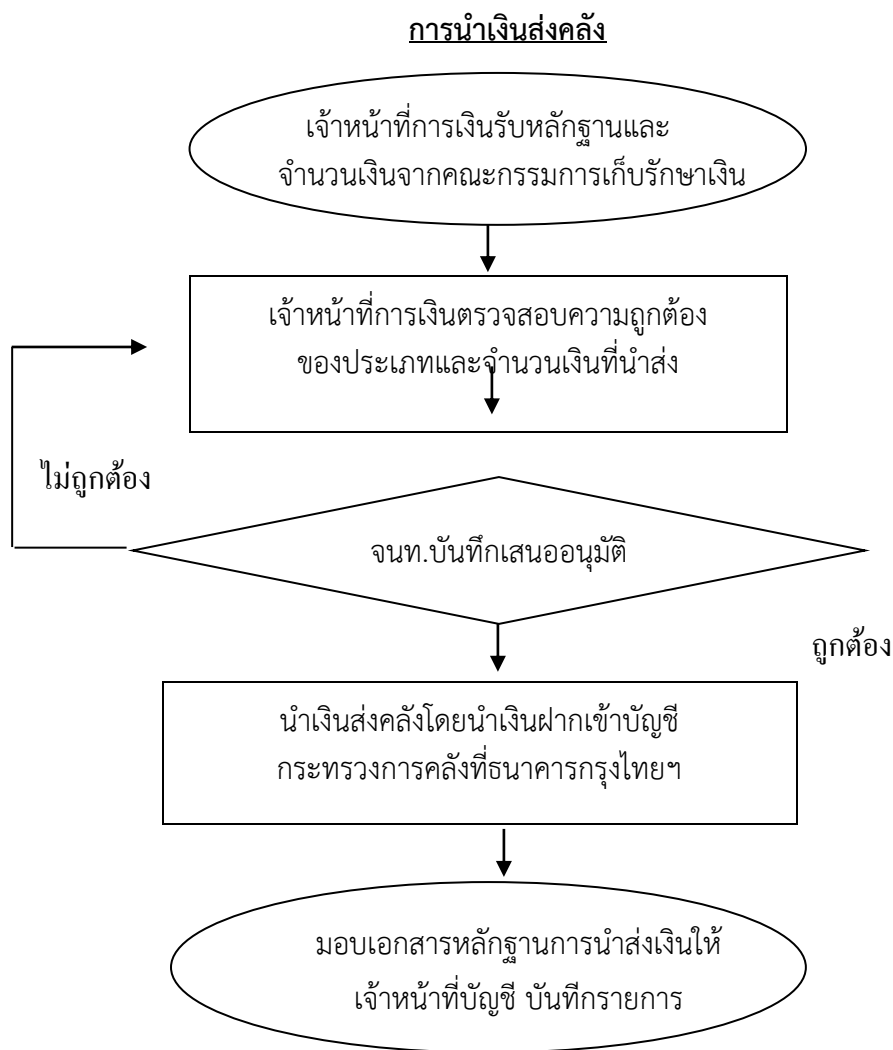 การนำเงินส่งคลัง
เจ้าหน้าที่การเงินรับหลักฐานและ
จำนวนเงินจากคณะกรรมการเก็บรักษาเงิน
เจ้าหน้าที่การเงินตรวจสอบความถูกต้อง
ของประเภทและจำนวนเงินที่นำส่ง
ไม่ถูกต้อง
จนท.บันทึกเสนออนุมัติ
ถูกต้อง
นำเงินส่งคลังโดยนำเงินฝากเข้าบัญชี
กระทรวงการคลังที่ธนาคารกรุงไทยฯ
มอบเอกสารหลักฐานการนำส่งเงินให้
เจ้าหน้าที่บัญชี บันทึกรายการ